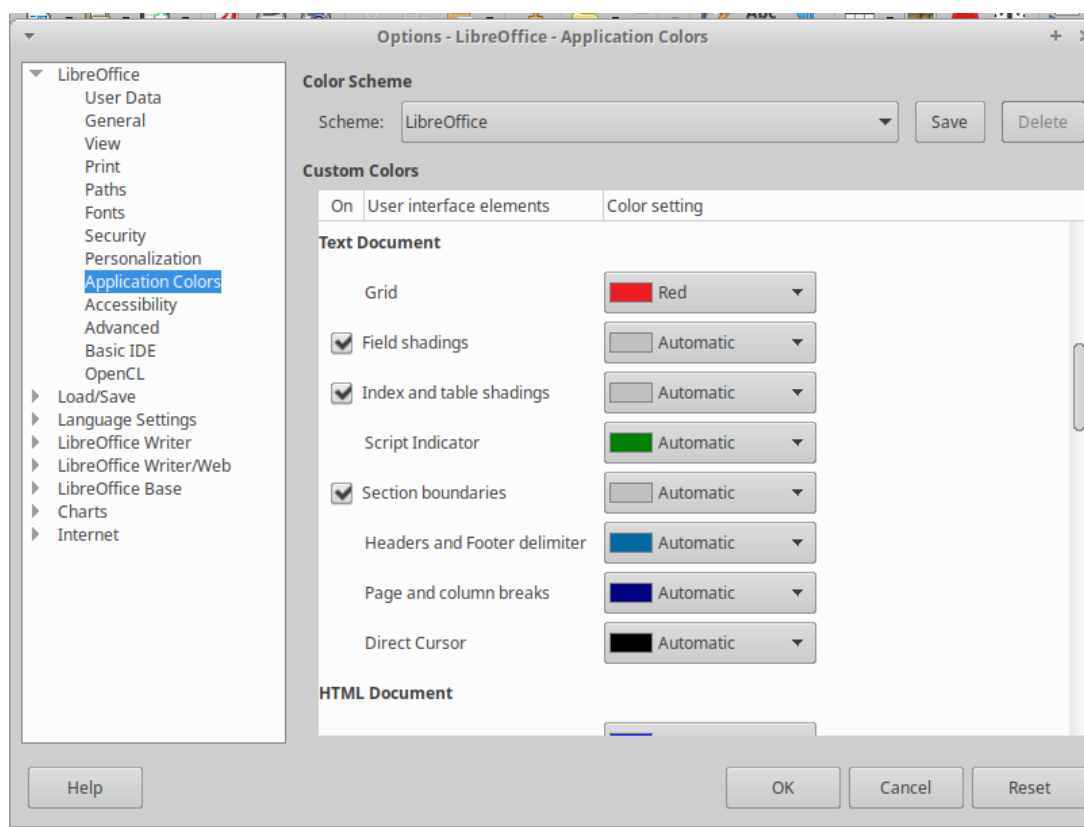 Options - LibreOffice - Application Colors
LibreOffice
User Data
General
View
Print
Paths
Fonts
Security
Personalization
Application Colors
Accessibility
Advanced
Basic IDE
OpenCL
Load/Save
Language Settings
LibreOffice Writer
LibreOffice Writer/Web
LibreOffice Base
Charts
Internet
Color Scheme
Scheme: LibreOffice Save Delete
Custom Colors
On User interface elements Color setting
Text Document
Grid Red
Field shadings Automatic
Index and table shadings Automatic
Script Indicator Automatic
Section boundaries Automatic
Headers and Footer delimiter Automatic
Page and column breaks Automatic
Direct Cursor Automatic
HTML Document
Help OK Cancel Reset